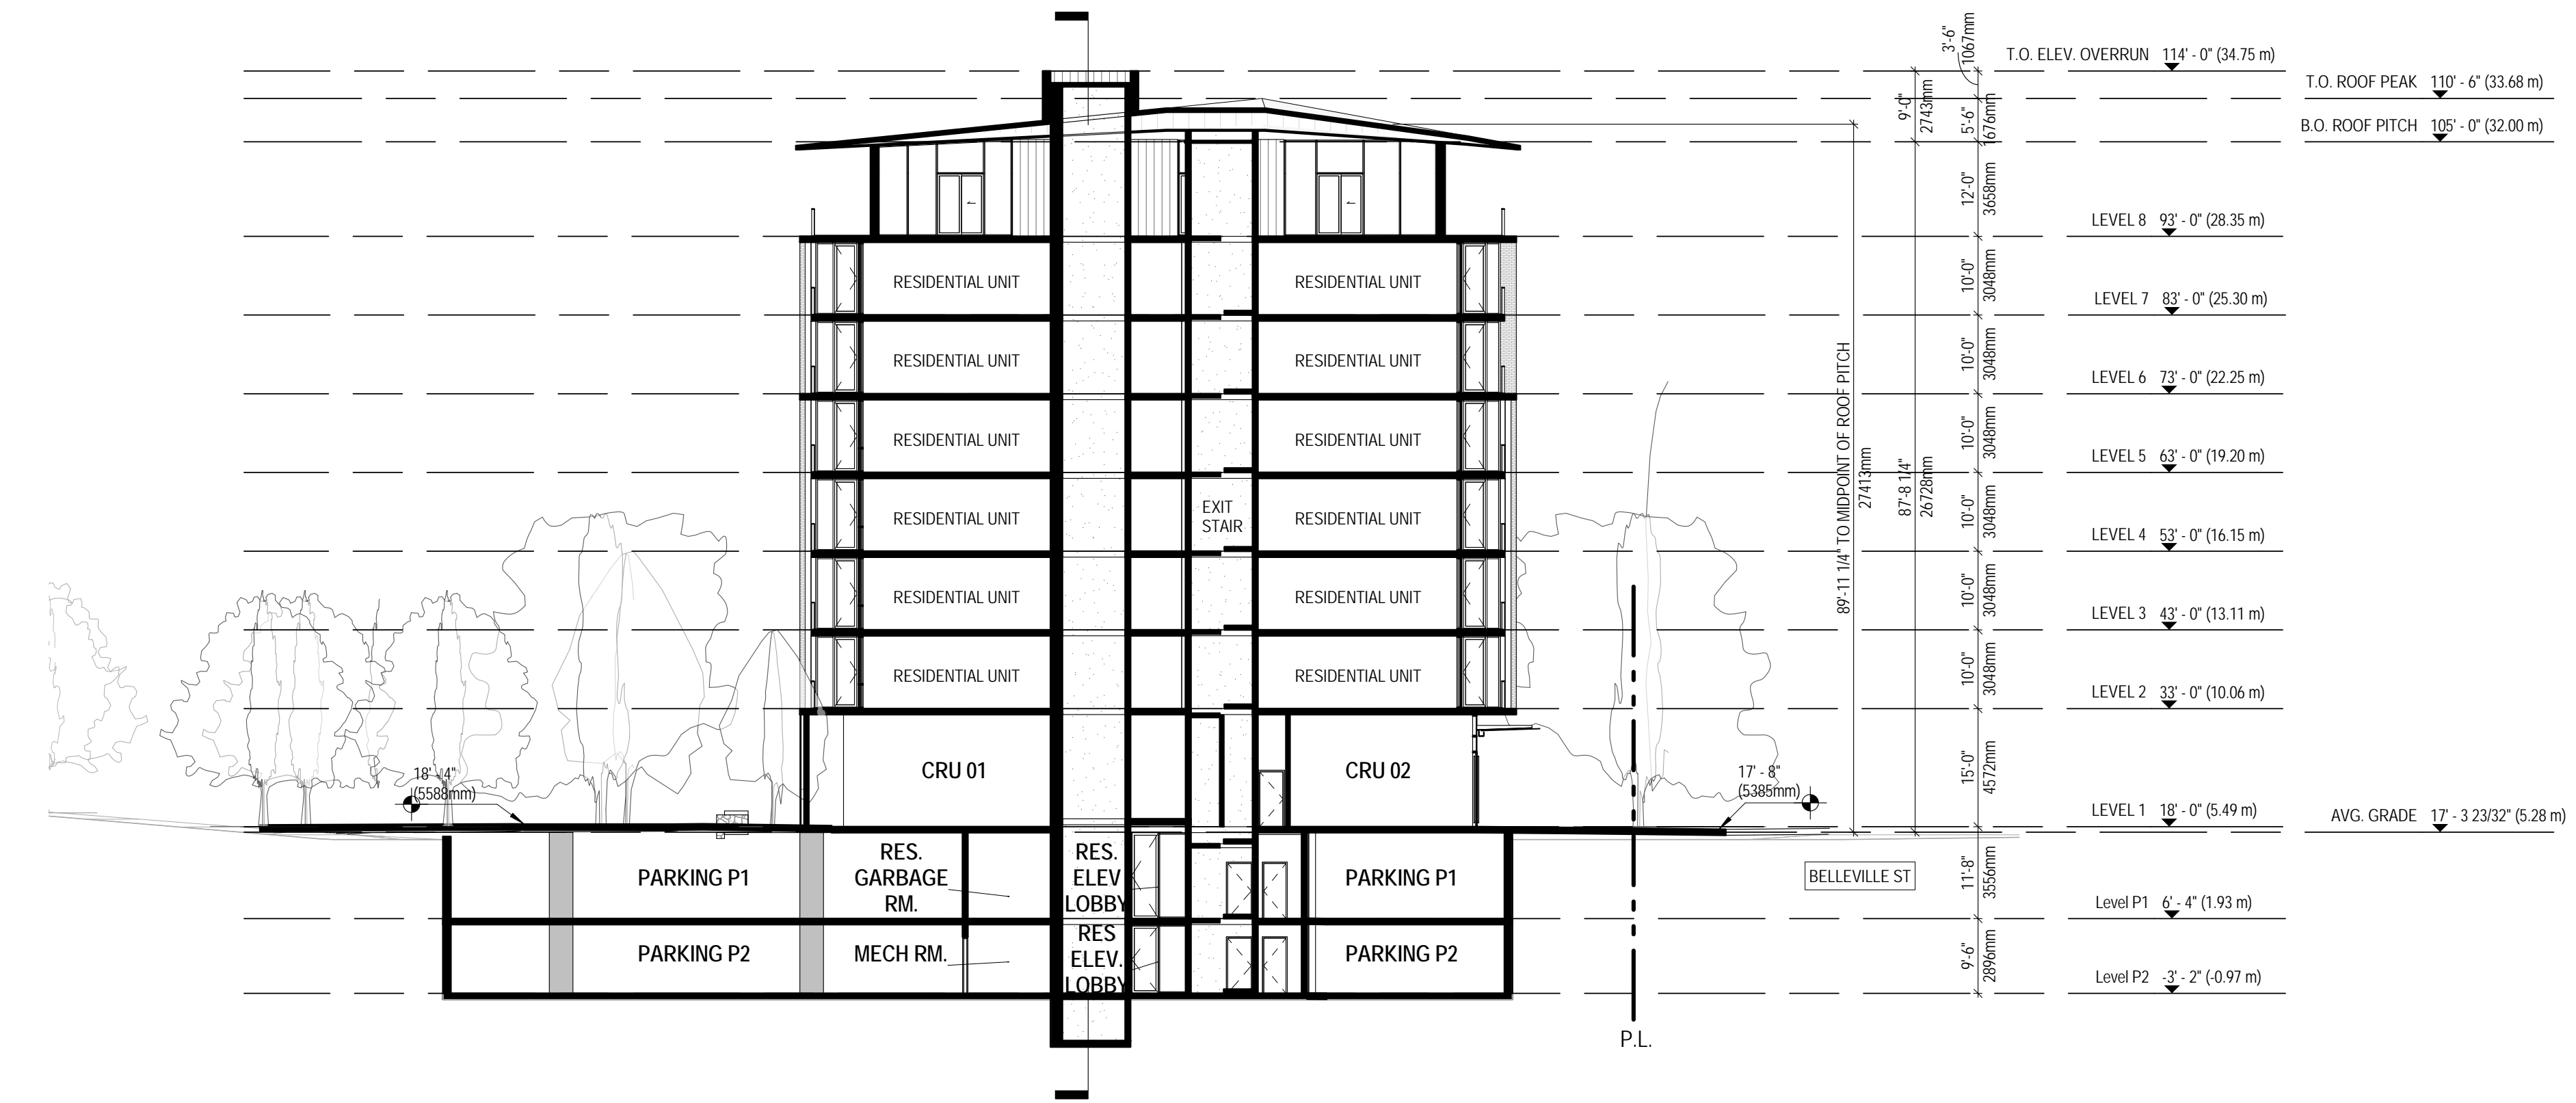 T.O. ELEV. OVERRUN 114' - 0" (34.75 m)
T.O. ROOF PEAK 110' - 6" (33.68 m)
B.O. ROOF PITCH 105' - 0" (32.00 m)
LEVEL 8 93' - 0" (28.35 m)
LEVEL 7 83' - 0" (25.30 m)
LEVEL 6 73' - 0" (22.25 m)
LEVEL 5 63' - 0" (19.20 m)
LEVEL 4 53' - 0" (16.15 m)
LEVEL 3 43' - 0" (13.11 m)
LEVEL 2 33' - 0" (10.06 m)
LEVEL 1 18' - 0" (5.49 m)
AVG. GRADE 17' - 3 23/32" (5.28 m)
Level P1 6' - 4" (1.93 m)
Level P2 -3' - 2" (-0.97 m)
3'-6"
1067mm
9'-0"
2743mm
5'-6"
1676mm
12'-0"
3658mm
10'-0"
3048mm
10'-0"
3048mm
10'-0"
3048mm
10'-0"
3048mm
10'-0"
3048mm
10'-0"
3048mm
15'-0"
4572mm
11'-8"
3556mm
9'-6"
2896mm
89'-11 1/4" TO MIDPOINT OF ROOF PITCH
27413mm
87'-8 1/4"
26728mm
RESIDENTIAL UNIT
RESIDENTIAL UNIT
RESIDENTIAL UNIT
RESIDENTIAL UNIT
RESIDENTIAL UNIT
RESIDENTIAL UNIT
RESIDENTIAL UNIT
RESIDENTIAL UNIT
RESIDENTIAL UNIT
RESIDENTIAL UNIT
RESIDENTIAL UNIT
RESIDENTIAL UNIT
EXIT
STAIR
CRU 01
CRU 02
18' - 4"
(5588mm)
17' - 8"
(5385mm)
PARKING P1
RES.
GARBAGE
RM.
RES.
ELEV
LOBBY
PARKING P1
BELLEVILLE ST
PARKING P2
MECH RM.
RES
ELEV.
LOBBY
PARKING P2
P.L.